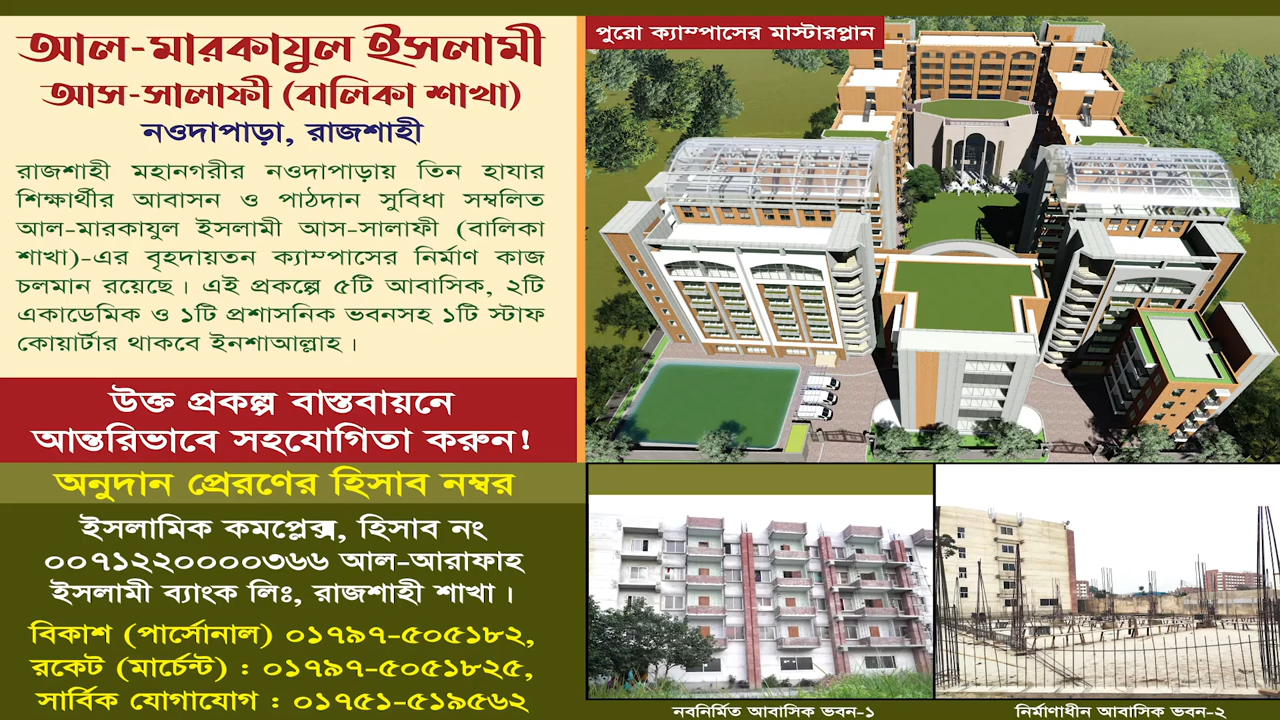 আল-মারকাযুল ইসলামী
আস-সালাফী (বালিকা শাখা)
নওদাপাড়া, রাজশাহী
রাজশাহী মহানগরীর নওদাপাড়ায় তিন হাযার
শিক্ষার্থীর আবাসন ও পাঠদান সুবিধা সম্বলিত
আল-মারকাযুল ইসলামী আস-সালাফী (বালিকা
শাখা)-এর বৃহদায়তন ক্যাম্পাসের নির্মাণ কাজ
চলমান রয়েছে। এই প্রকল্পে ৫টি আবাসিক, ২টি
একাডেমিক ও ১টি প্রশাসনিক ভবনসহ ১টি স্টাফ
কোয়ার্টার থাকবে ইনশাআল্লাহ।
উক্ত প্রকল্প বাস্তবায়নে
আন্তরিভাবে সহযোগিতা করুন!
অনুদান প্রেরণের হিসাব নম্বর
ইসলামিক কমপ্লেক্স, হিসাব নং
০০৭১২২০০০০৩৬৬ আল-আরাফাহ
ইসলামী ব্যাংক লিঃ, রাজশাহী শাখা।
বিকাশ (পার্সোনাল) ০১৭৯৭-৫০৫১৮২,
রকেট (মার্চেন্ট) : ০১৭৯৭-৫০৫১৮২৫,
সার্বিক যোগাযোগ : ০১৭৫১-৫১৯৫৬২
পুরো ক্যাম্পাসের মাস্টারপ্লান
নবনির্মিত আবাসিক ভবন-১
নির্মাণাধীন আবাসিক ভবন-২